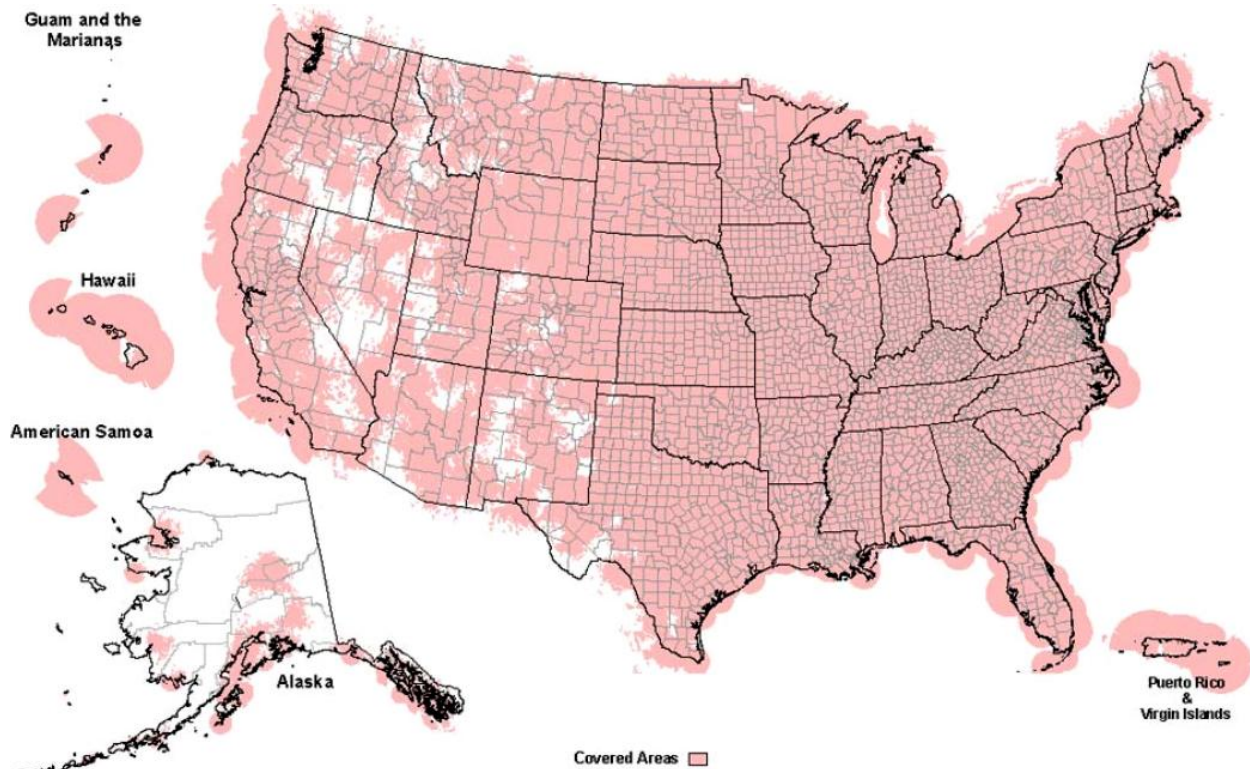 Guam and the
Marianas
Hawaii
American Samoa
Alaska
Puerto Rico
&
Virgin Islands
Covered Areas